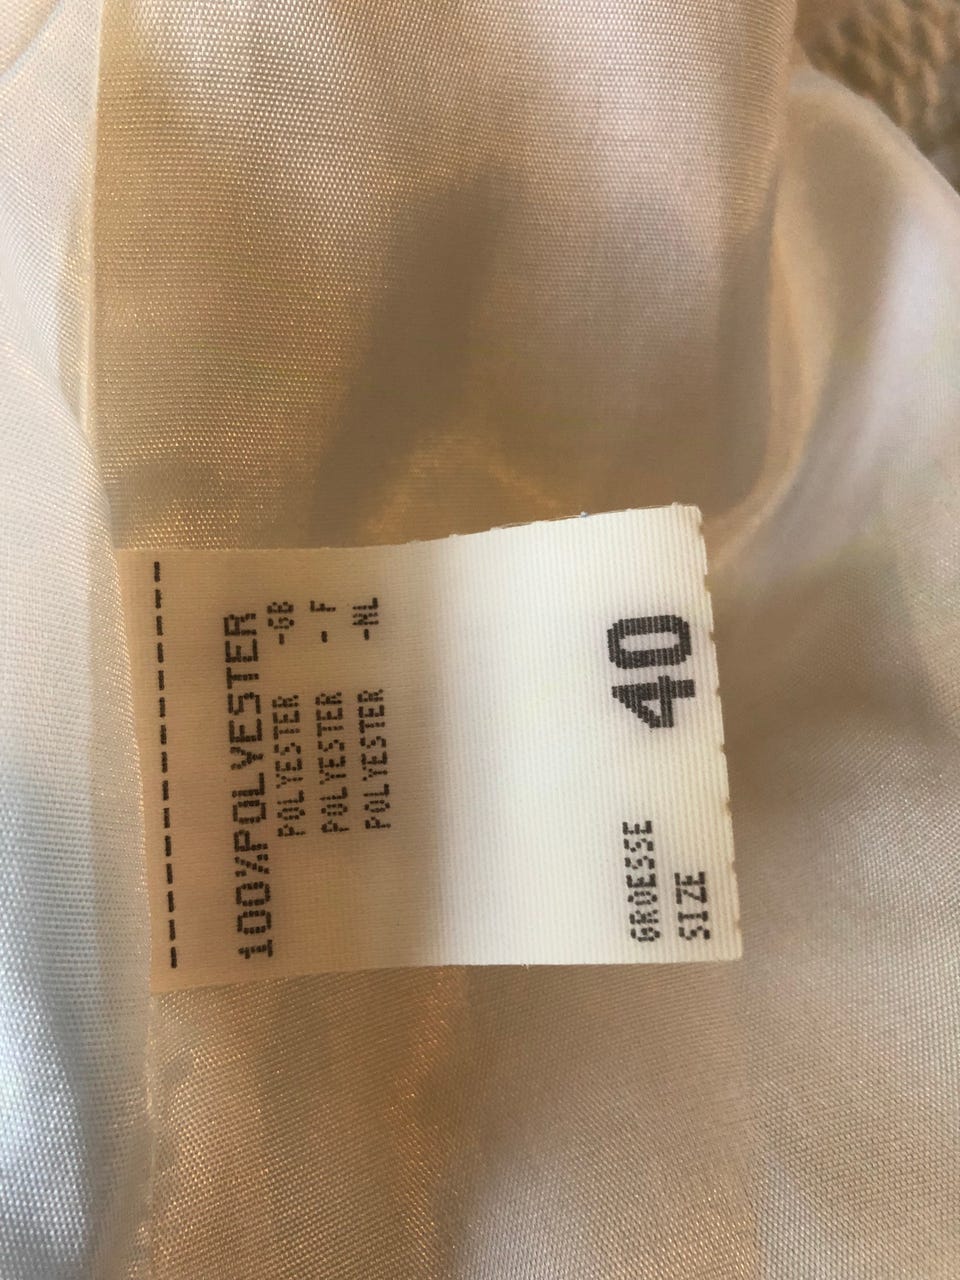 100%POLYESTER
POLYESTER -GB
POLYESTER - F
POLYESTER -NL
GROESSE
SIZE 40